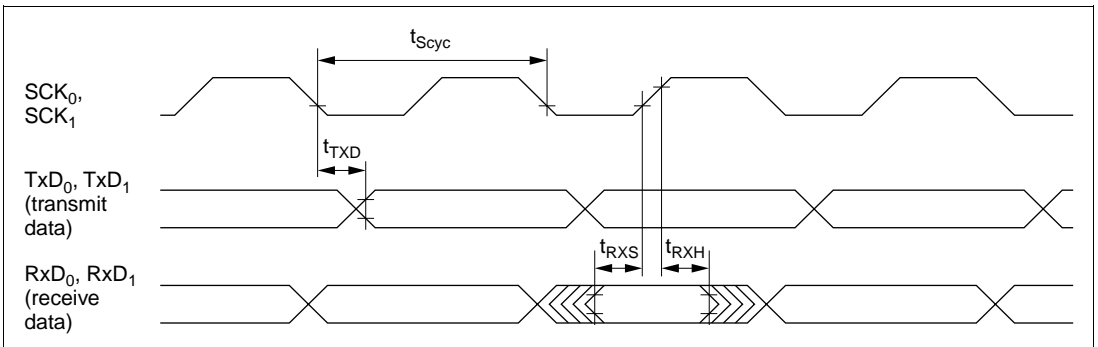 tScyc
SCK0,
SCK1
tTXD
TxD0, TxD1
(transmit
data)
tRXS
tRXH
RxD0, RxD1
(receive
data)